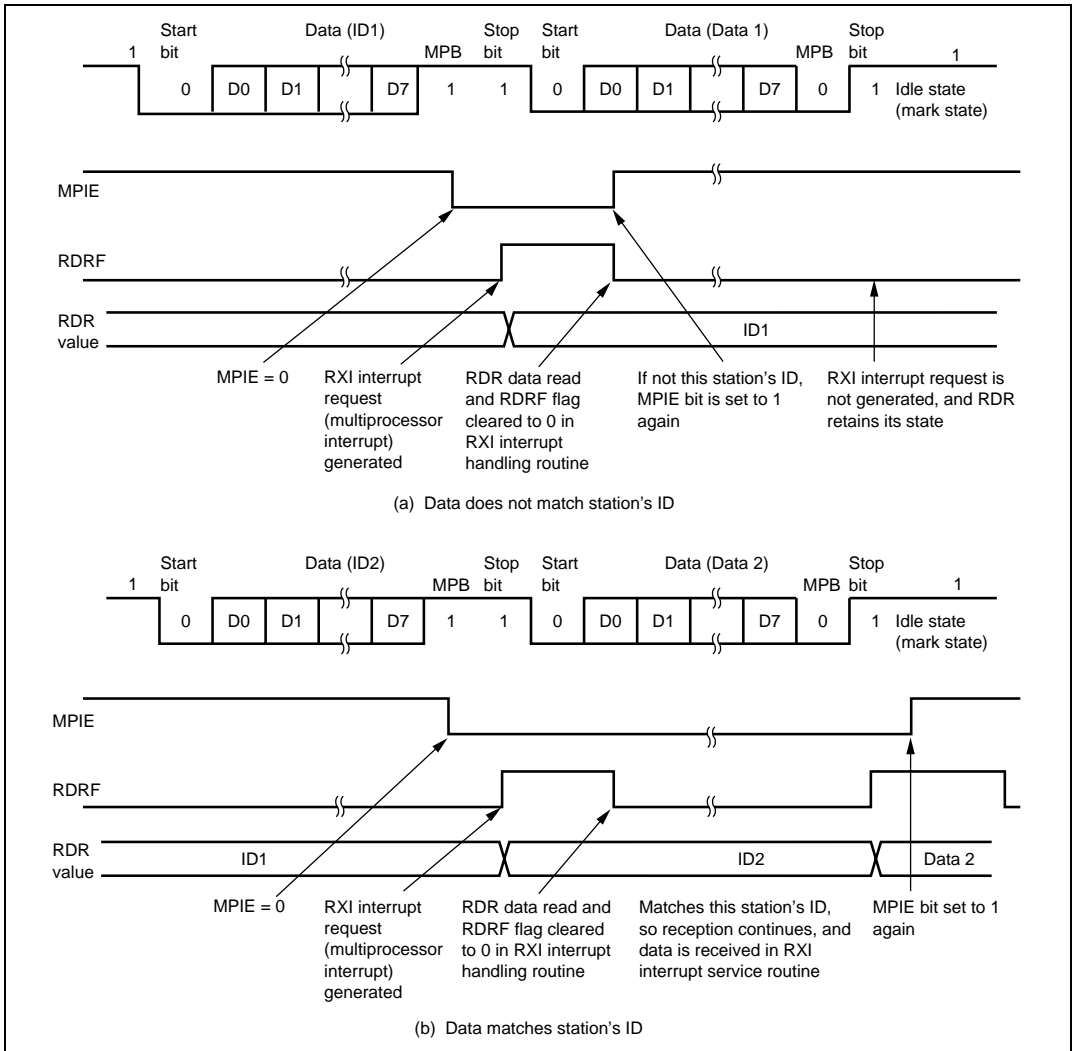 Start bit Data (ID1) Stop bit Start bit Data (Data 1) Stop bit
1 MPB MPB 1
0 D0 D1 D7 1 1 0 D0 D1 D7 0 1 Idle state (mark state)
MPIE
RDRF
RDR value
ID1
MPIE = 0
RXI interrupt
request
(multiprocessor
interrupt)
generated
RDR data read
and RDRF flag
cleared to 0 in
RXI interrupt
handling routine
If not this station's ID,
MPIE bit is set to 1
again
RXI interrupt request is
not generated, and RDR
retains its state
(a) Data does not match station's ID
Start bit Data (ID2) Stop bit Start bit Data (Data 2) Stop bit
1 MPB MPB 1
0 D0 D1 D7 1 1 0 D0 D1 D7 0 1 Idle state (mark state)
MPIE
RDRF
RDR value
ID1 ID2 Data 2
MPIE = 0
RXI interrupt
request
(multiprocessor
interrupt)
generated
RDR data read and
RDRF flag cleared
to 0 in RXI interrupt
handling routine
Matches this station's ID,
so reception continues, and
data is received in RXI
interrupt service routine
MPIE bit set to 1
again
(b) Data matches station's ID